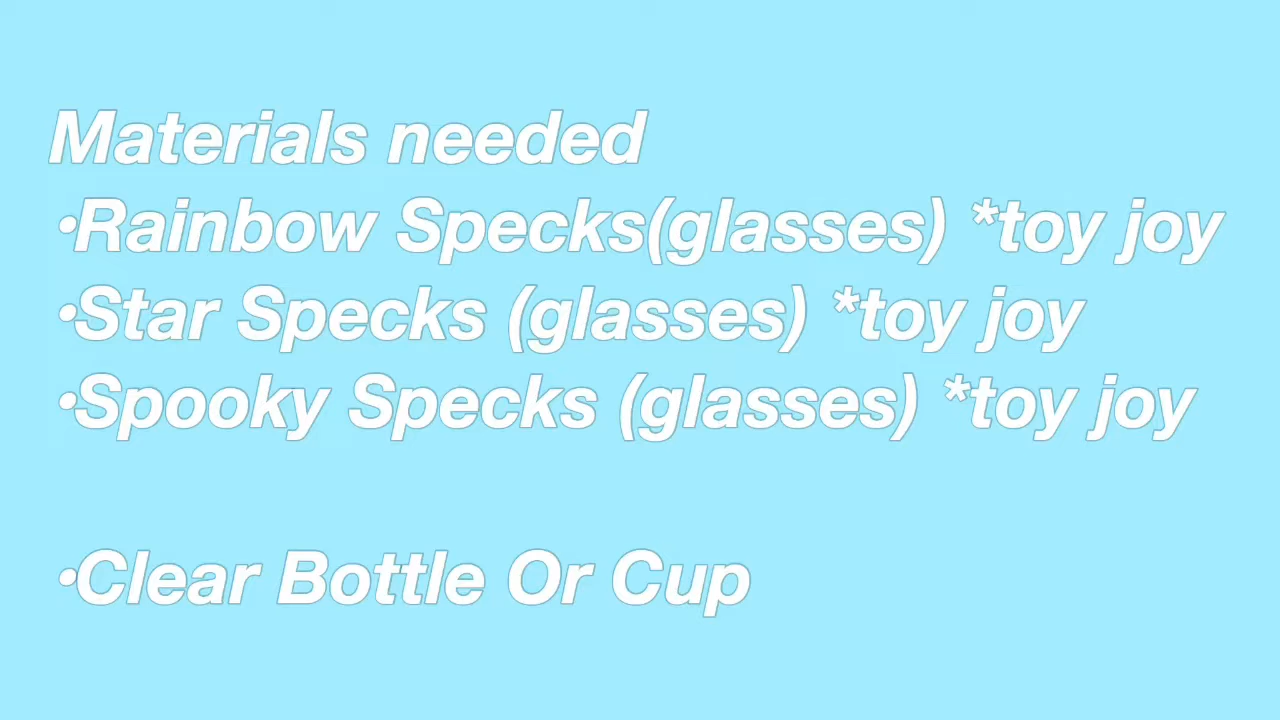 Materials needed
•Rainbow Specks(glasses) *toy joy
•Star Specks (glasses) *toy joy
•Spooky Specks (glasses) *toy joy
•Clear Bottle Or Cup